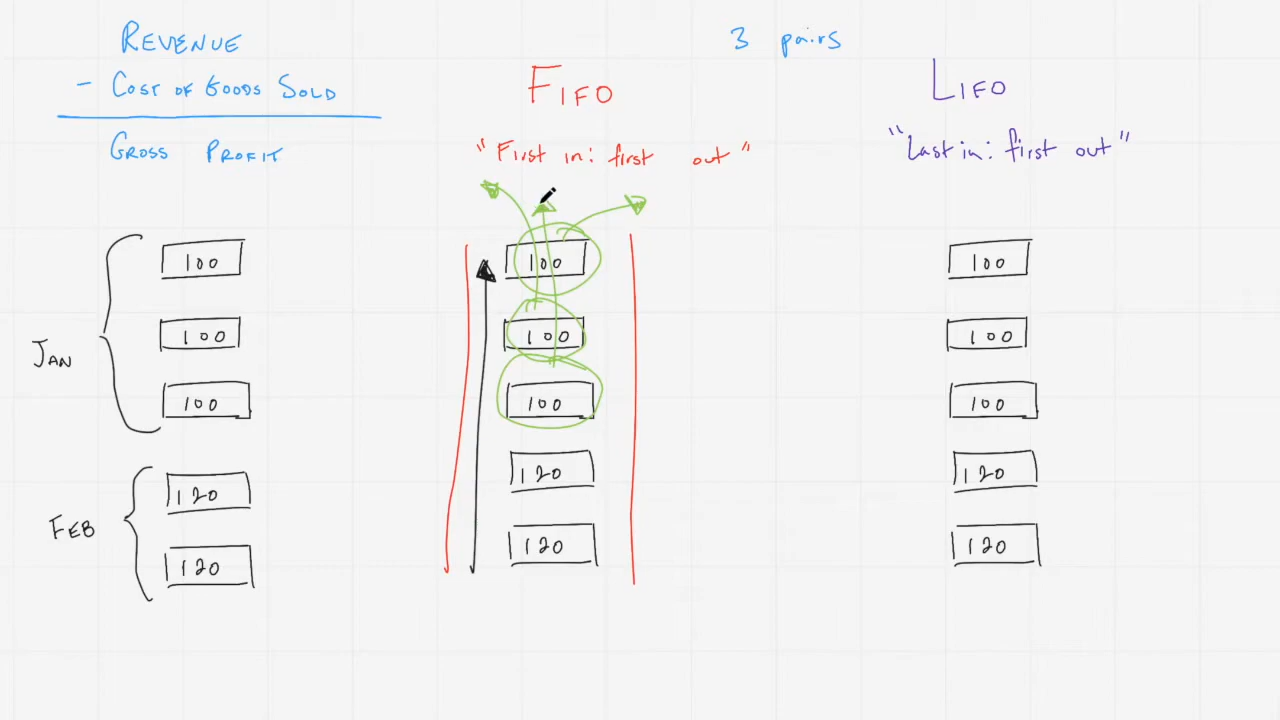 REVENUE
- COST OF GOODS SOLD
GROSS PROFIT
3 pairs
FIFO
"First in: first out"
LIFO
"Last in: first out"
JAN
100
100
100
FEB
120
120
100
100
100
120
120
100
100
100
120
120